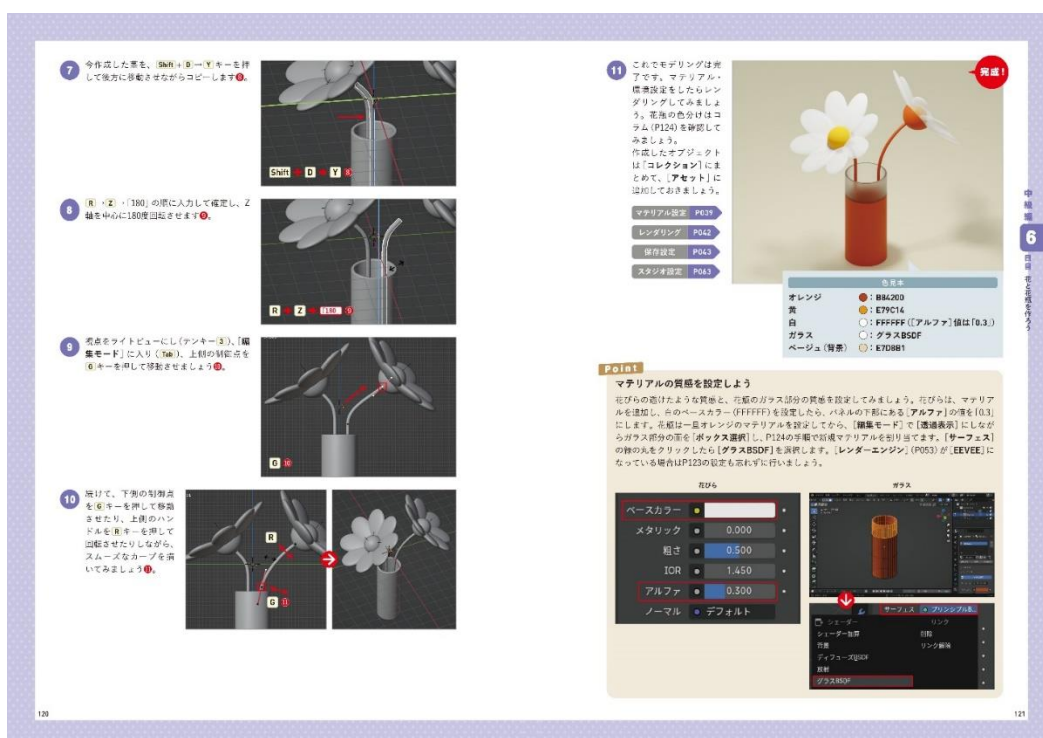 7
今作成した茎を、Shift+D→Yキーを押
して後方に移動させながらコピーします8。
Shift → D → Y 8
8
R→Z→「180」の順に入力して確定し、Z
軸を中心に180度回転させます9。
R → Z → 「180」 9
9
視点をライトビューにし(テンキー3)、[編
集モード]に入り(Tab)、上側の制御点を
Gキーを押して移動させましょう10。
G 10
10
続けて、下側の制御点
をGキーを押して移動
させたり、上側のハン
ドルをRキーを押して
回転させたりしながら、
スムーズなカーブを描
いてみましょう11。
R
G 11
120
11
これでモデリングは完
了です。マテリアル・
環境設定をしたらレン
ダリングしてみましょ
う。花瓶の色分けはコ
ラム(P124)を確認して
みましょう。
作成したオブジェクト
は[コレクション]にま
とめて、[アセット]に
追加しておきましょう。
マテリアル設定 P039
レンダリング P042
保存設定 P043
スタジオ設定 P063
完成!
色見本
オレンジ :B84200
黄 :E79C14
白 :FFFFFF([アルファ]値は「0.3」)
ガラス :グラスBSDF
ベージュ(背景) :E7D8B1
Point
マテリアルの質感を設定しよう
花びらの透けたような質感と、花瓶のガラス部分の質感を設定してみましょう。花びらは、マテリア
ルを追加し、白のベースカラー(FFFFFF)を設定したら、パネルの下部にある[アルファ]の値を「0.3」
にします。花瓶は一旦オレンジのマテリアルを設定してから、[編集モード]で[透過表示]にしなが
らガラス部分の面を[ボックス選択]し、P124の手順で新規マテリアルを割り当てます。[サーフェス]
の緑の丸をクリックしたら[グラスBSDF]を選択します。[レンダーエンジン](P053)が[EEVEE]に
なっている場合はP123の設定も忘れずに行いましょう。
花びら
ベースカラー
メタリック 0.000
粗さ 0.500
IOR 1.450
アルファ 0.300
ノーマル デフォルト
ガラス
サーフェス プリンシプルB...
シェーダー リンク
シェーダー加算 削除
背景 リンク解除
ディフューズBSDF
放射
グラスBSDF
中級編
6
日目 花と花瓶を作ろう
121